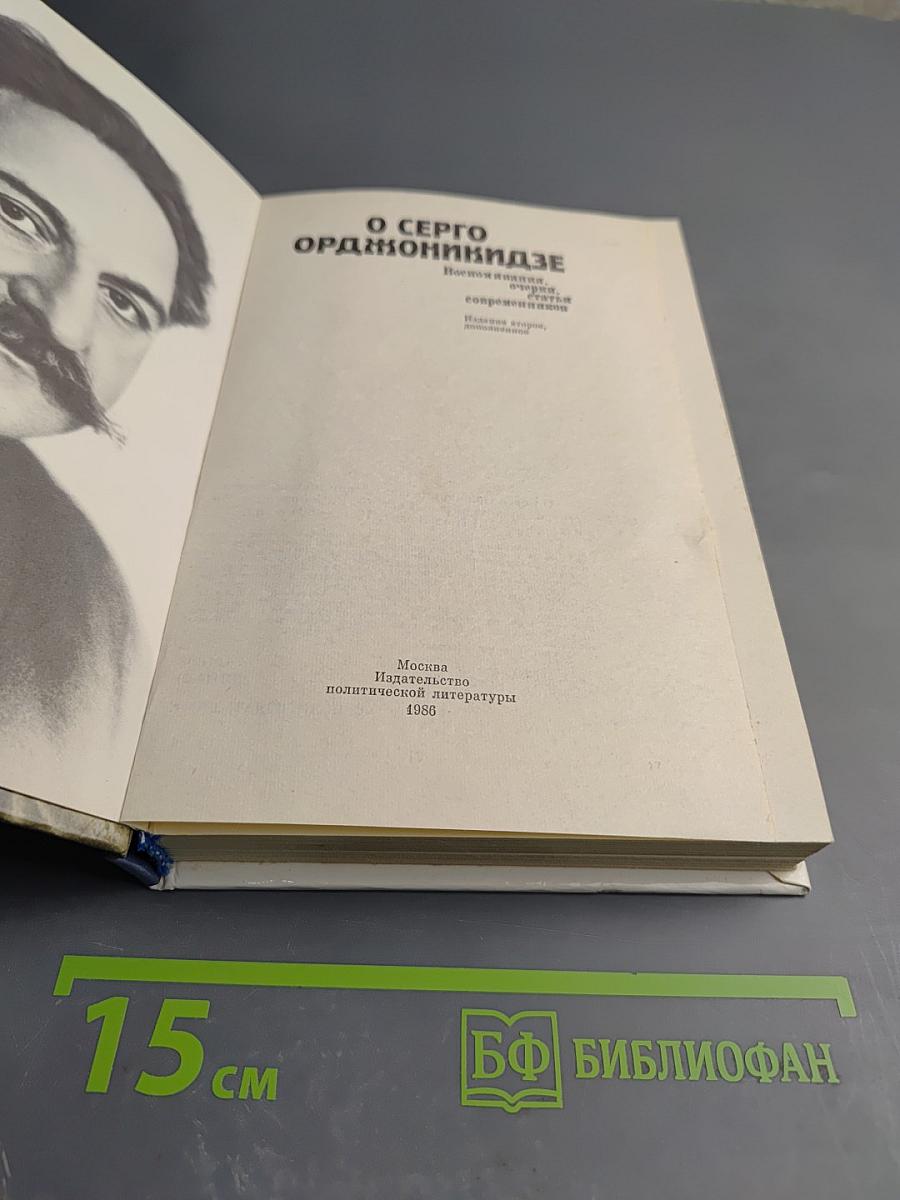 О СЕРГО
ОРДЖОНИКИДЗЕ
Воспоминания,
очерки,
статьи
современников
Издание второе,
дополненное
Москва
Издательство
политической литературы
1986
15 см
БФ БИБЛИОФАН